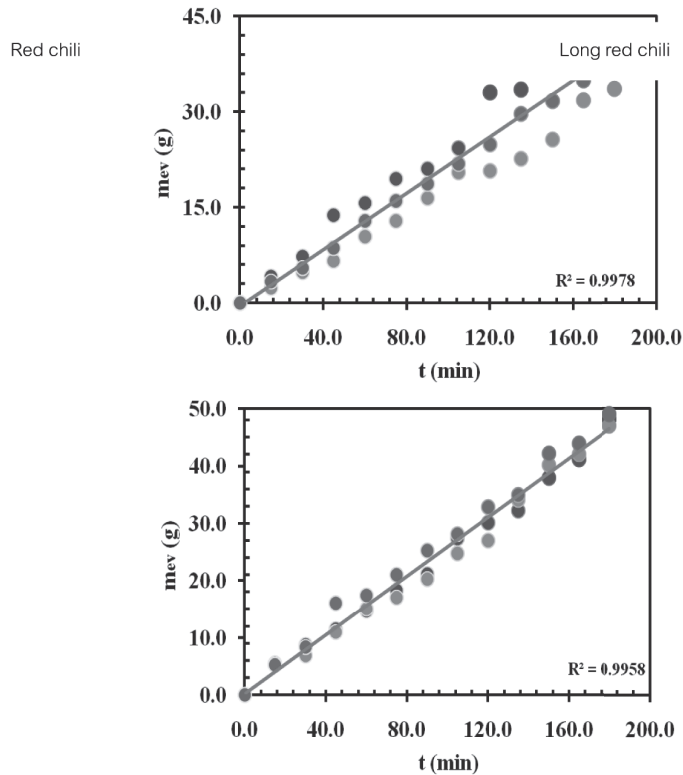 Red chili
Long red chili
45.0
30.0
15.0
0.0
mev (g)
R² = 0.9978
0.0 40.0 80.0 120.0 160.0 200.0
t (min)
50.0
40.0
30.0
20.0
10.0
0.0
mev (g)
R² = 0.9958
0.0 40.0 80.0 120.0 160.0 200.0
t (min)